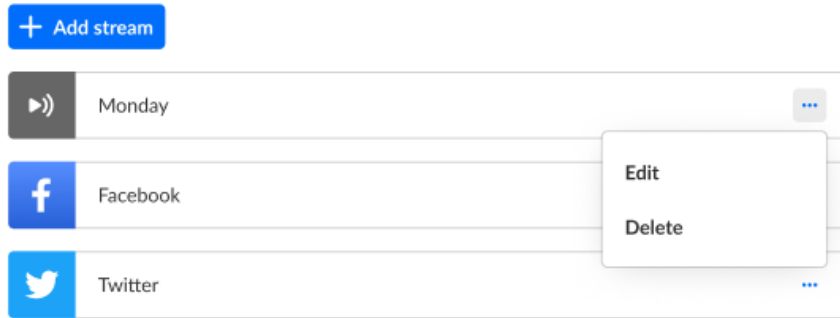 Add stream
Monday
Edit
Facebook
Delete
Twitter